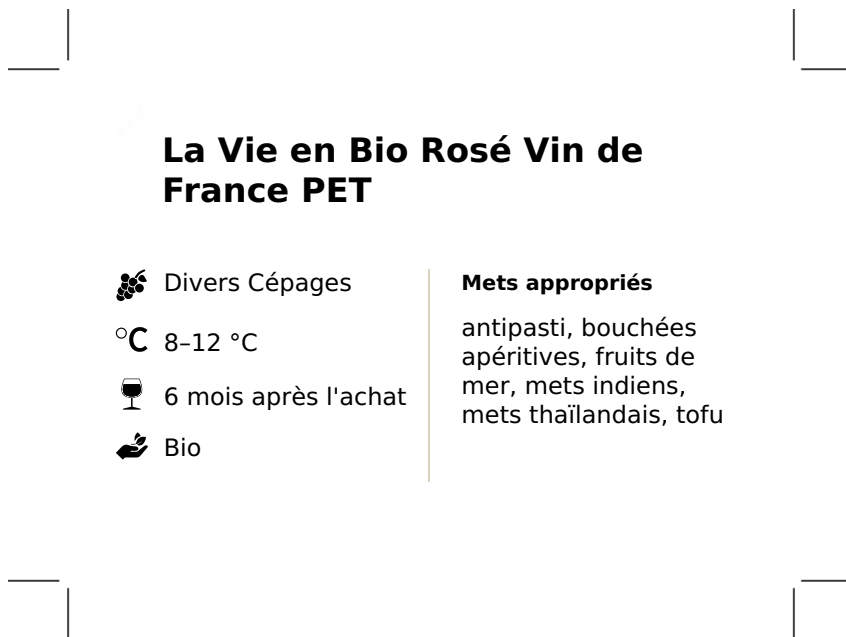 La Vie en Bio Rosé Vin de
France PET
Divers Cépages
°C 8–12 °C
6 mois après l'achat
Bio
Mets appropriés
antipasti, bouchées
apéritives, fruits de
mer, mets indiens,
mets thaïlandais, tofu